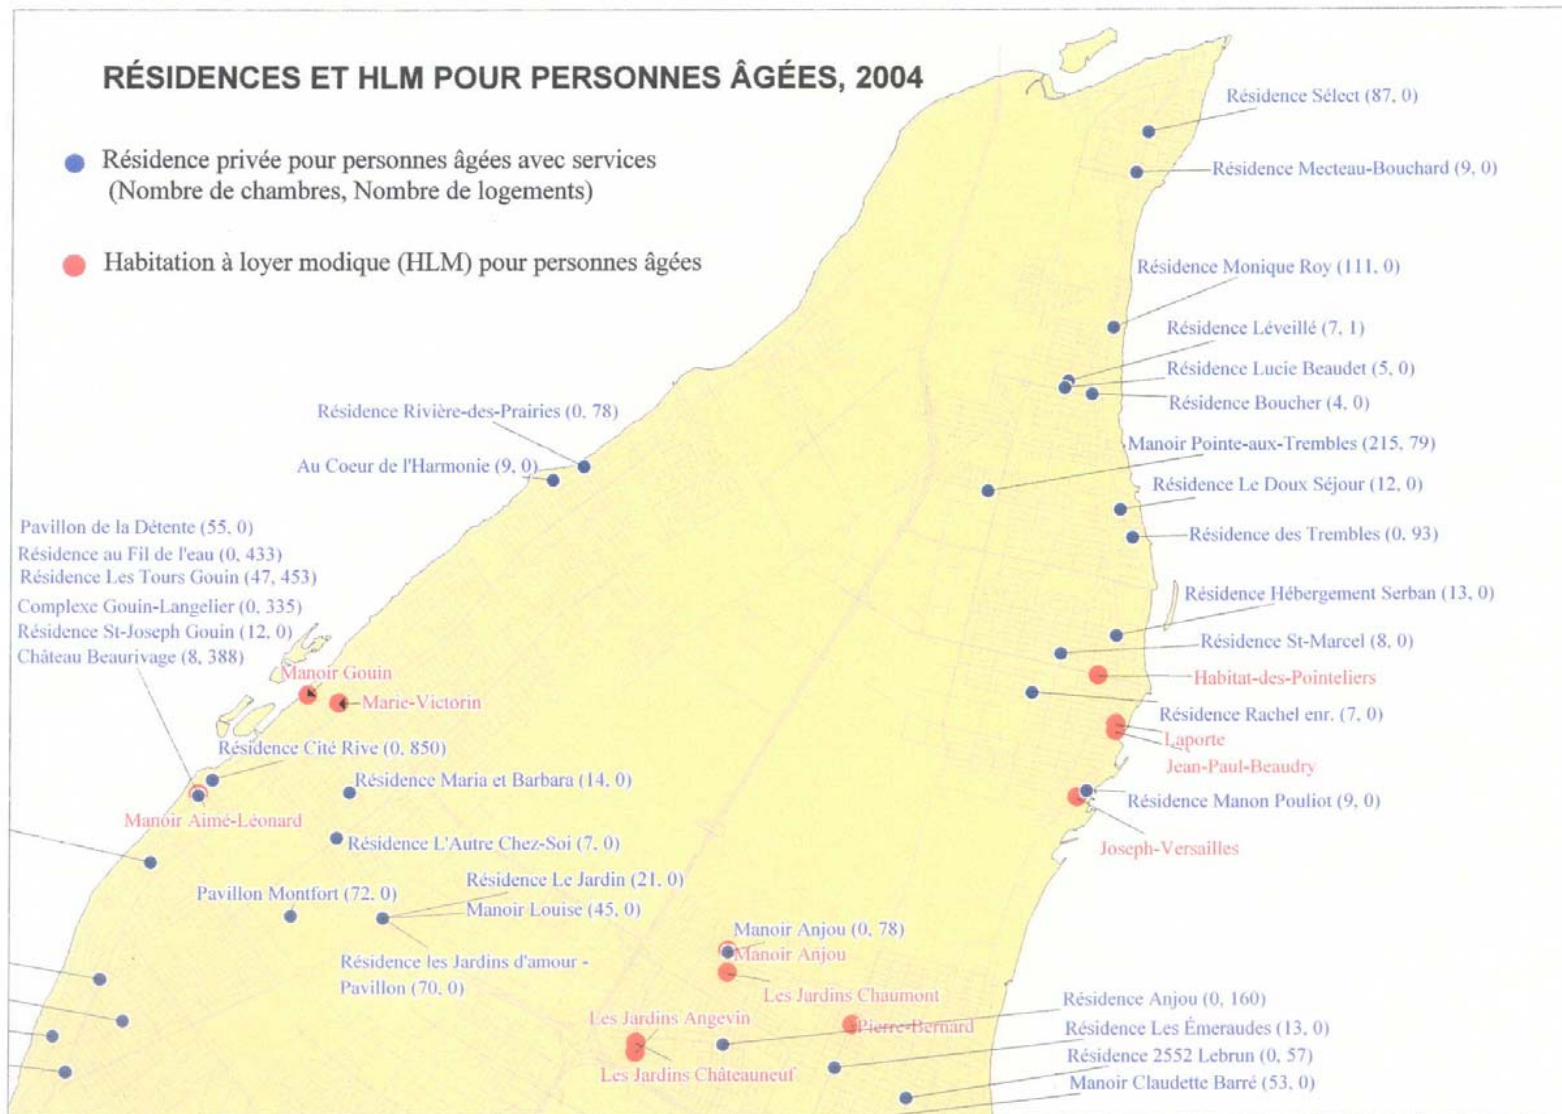 RÉSIDENCES ET HLM POUR PERSONNES ÂGÉES, 2004
Résidence privée pour personnes âgées avec services
(Nombre de chambres, Nombre de logements)
Habitation à loyer modique (HLM) pour personnes âgées
Résidence Sélect (87, 0)
Résidence Mecteau-Bouchard (9, 0)
Résidence Monique Roy (111, 0)
Résidence Léveillé (7, 1)
Résidence Lucie Beaudet (5, 0)
Résidence Boucher (4, 0)
Résidence Rivière-des-Prairies (0, 78)
Manoir Pointe-aux-Trembles (215, 79)
Au Coeur de l'Harmonie (9, 0)
Résidence Le Doux Séjour (12, 0)
Résidence des Trembles (0, 93)
Pavillon de la Détente (55, 0)
Résidence au Fil de l'eau (0, 433)
Résidence Les Tours Gouin (47, 453)
Complexe Gouin-Langelier (0, 335)
Résidence St-Joseph Gouin (12, 0)
Château Beaurivage (8, 388)
Résidence Hébergement Serban (13, 0)
Résidence St-Marcel (8, 0)
Manoir Gouin
Habitat-des-Pointeliers
Marie-Victorin
Résidence Rachel enr. (7, 0)
Laporte
Résidence Cité Rive (0, 850)
Jean-Paul-Beaudry
Résidence Maria et Barbara (14, 0)
Résidence Manon Pouliot (9, 0)
Manoir Aimé-Léonard
Résidence L'Autre Chez-Soi (7, 0)
Joseph-Versailles
Résidence Le Jardin (21, 0)
Pavillon Montfort (72, 0)
Manoir Louise (45, 0)
Manoir Anjou (0, 78)
Manoir Anjou
Résidence les Jardins d'amour -
Pavillon (70, 0)
Les Jardins Chaumont
Résidence Anjou (0, 160)
Les Jardins Angevin
Pierre-Bernard
Résidence Les Émeraudes (13, 0)
Résidence 2552 Lebrun (0, 57)
Les Jardins Châteauneuf
Manoir Claudette Barré (53, 0)